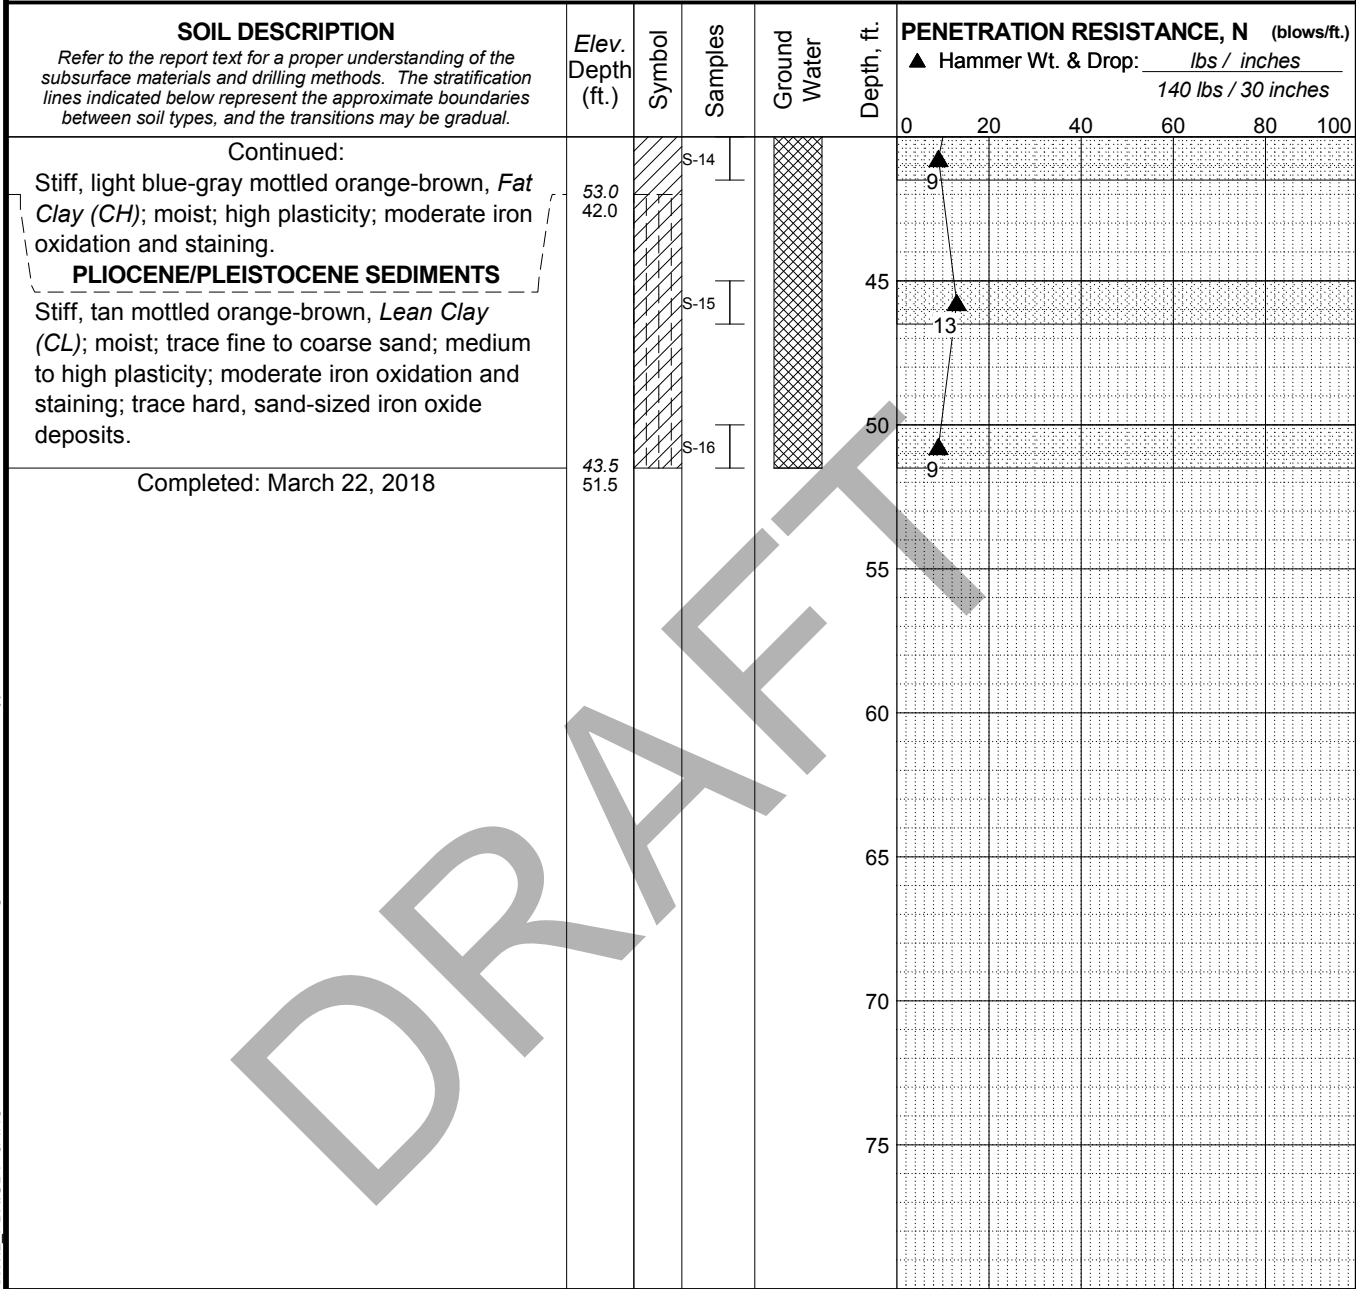 SOIL DESCRIPTION
Refer to the report text for a proper understanding of the
subsurface materials and drilling methods. The stratification
lines indicated below represent the approximate boundaries
between soil types, and the transitions may be gradual.
Elev.
Depth
(ft.)
Symbol
Samples
Ground
Water
Depth, ft.
PENETRATION RESISTANCE, N (blows/ft.)
▲ Hammer Wt. & Drop: lbs / inches
140 lbs / 30 inches
0 20 40 60 80 100
Continued:
Stiff, light blue-gray mottled orange-brown, Fat
Clay (CH); moist; high plasticity; moderate iron
oxidation and staining.
PLIOCENE/PLEISTOCENE SEDIMENTS
Stiff, tan mottled orange-brown, Lean Clay
(CL); moist; trace fine to coarse sand; medium
to high plasticity; moderate iron oxidation and
staining; trace hard, sand-sized iron oxide
deposits.
Completed: March 22, 2018
53.0
42.0
43.5
51.5
S-14
S-15
S-16
45
50
55
60
65
70
75
9
13
9
DRAFT